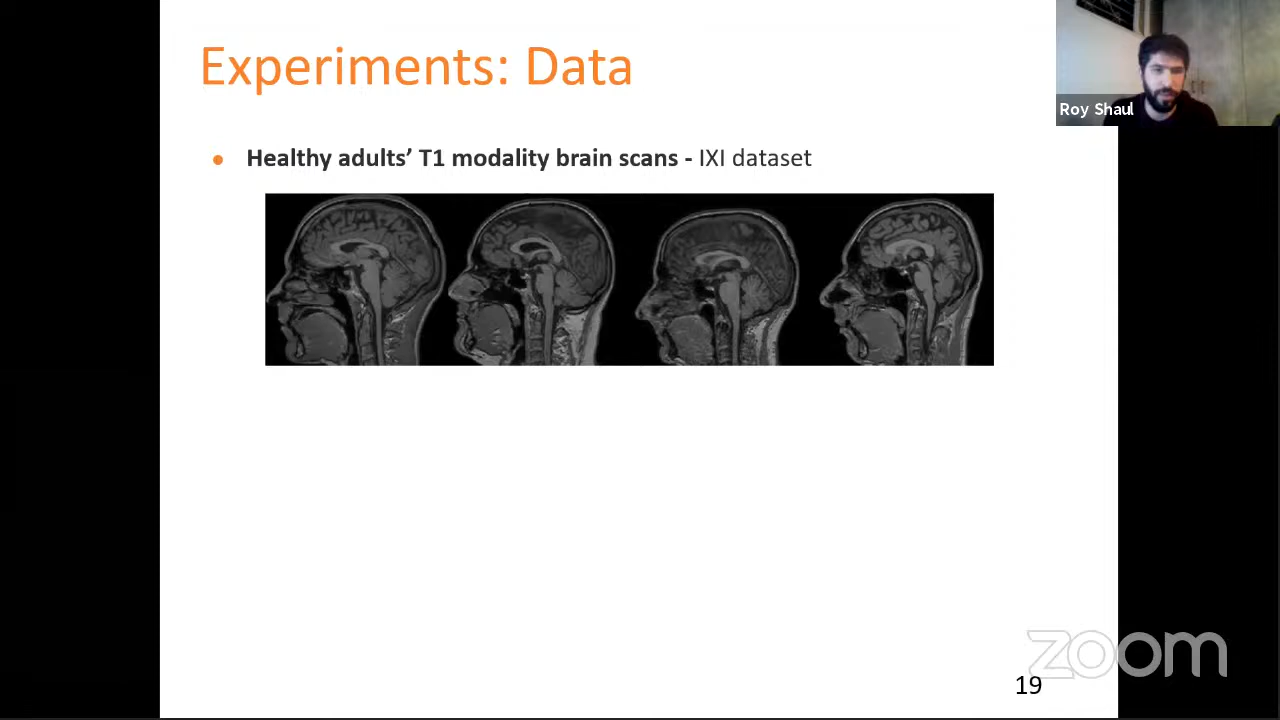 Experiments: Data
Roy Shaul
● Healthy adults’ T1 modality brain scans - IXI dataset
zoom
19